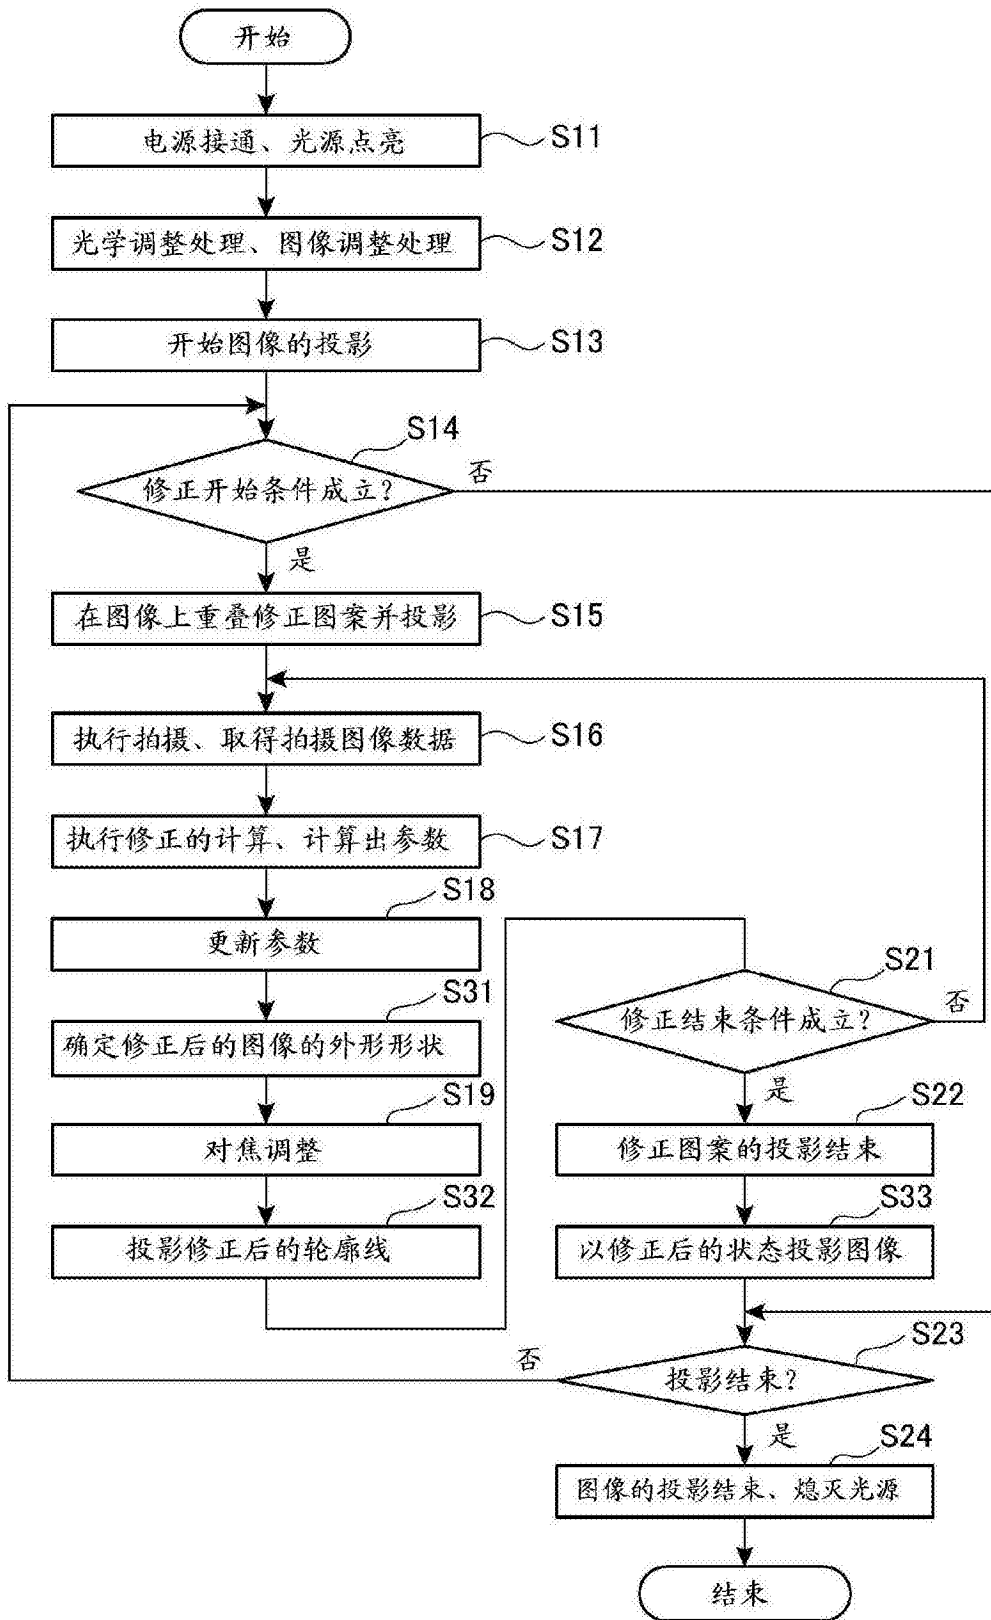 开始
电源接通、光源点亮
S11
光学调整处理、图像调整处理
S12
开始图像的投影
S13
S14
修正开始条件成立?
否
是
在图像上重叠修正图案并投影
S15
执行拍摄、取得拍摄图像数据
S16
执行修正的计算、计算出参数
S17
S18
更新参数
S31
确定修正后的图像的外形形状
S19
对焦调整
S32
投影修正后的轮廓线
S21
修正结束条件成立?
否
是
S22
修正图案的投影结束
S33
以修正后的状态投影图像
S23
投影结束?
否
是
S24
图像的投影结束、熄灭光源
结束